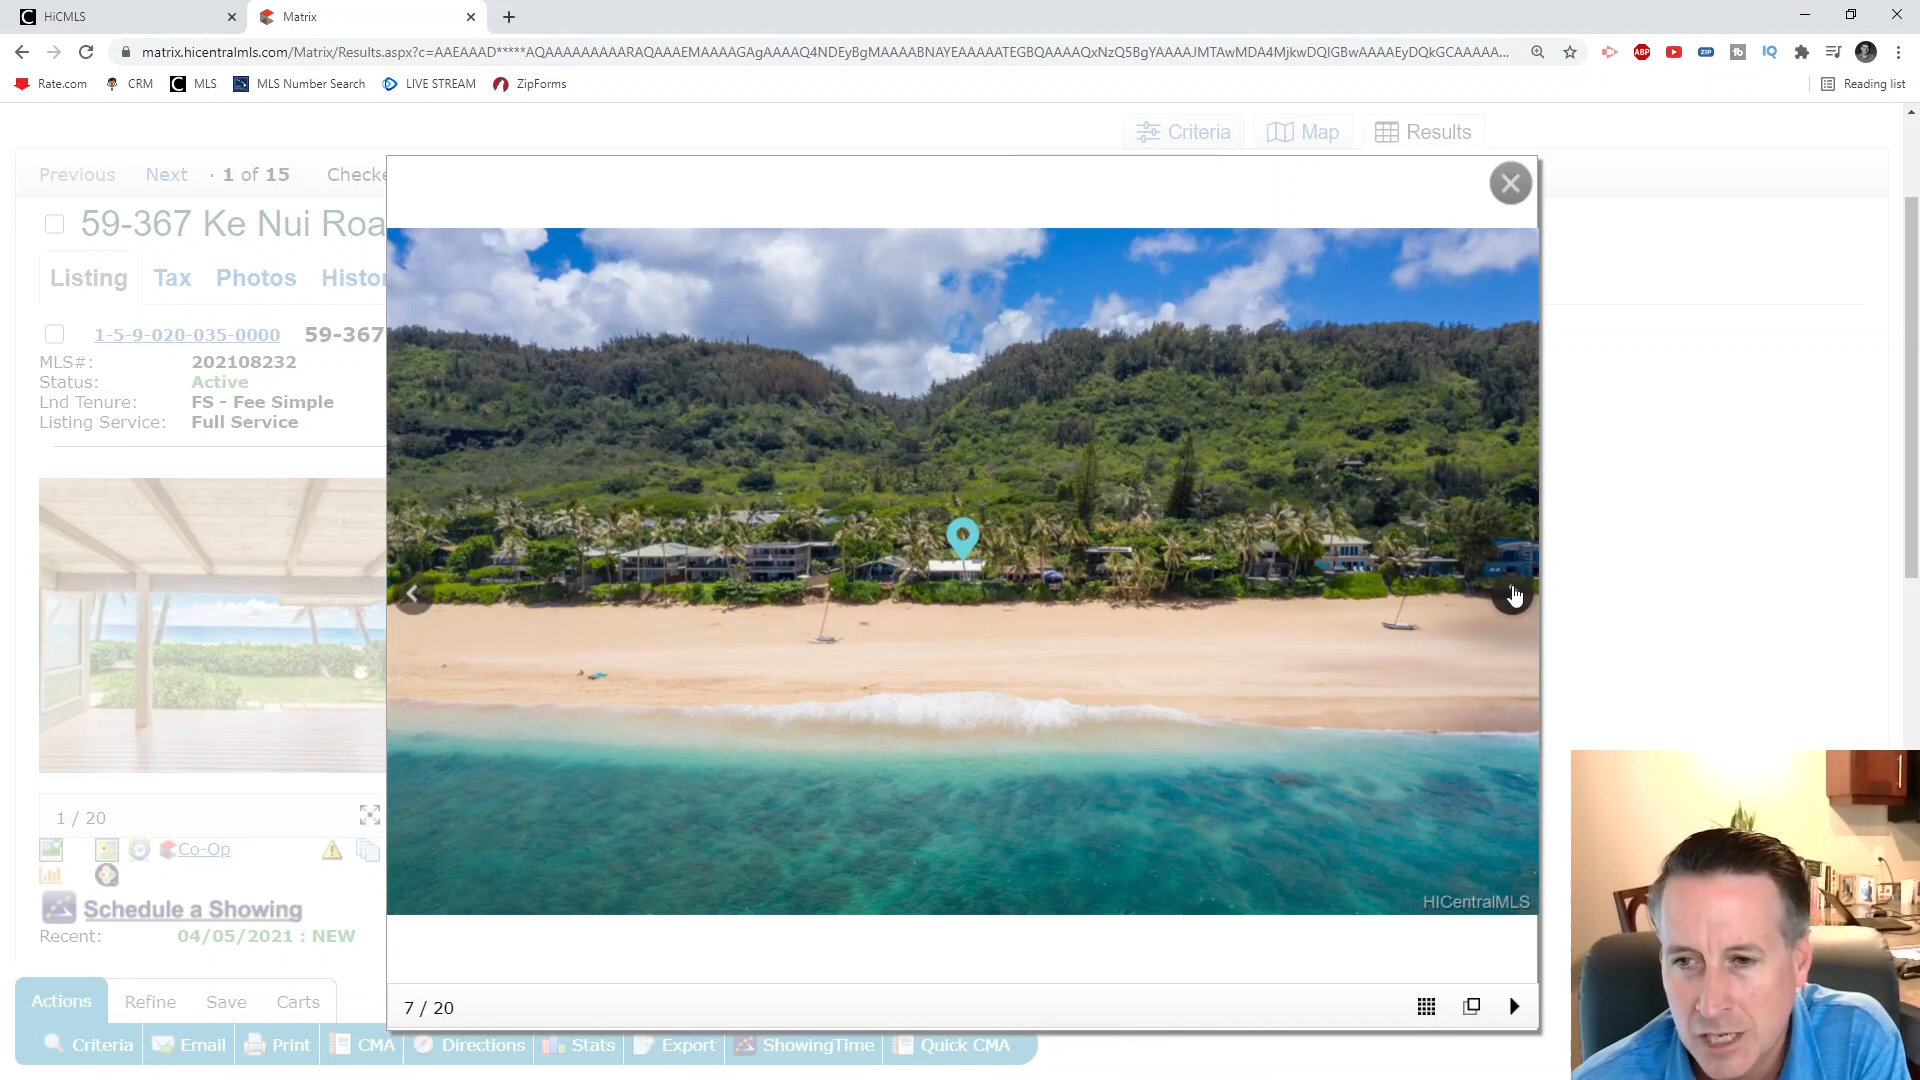 HiCMLS
Matrix
matrix.hicentralmls.com/Matrix/Results.aspx?c=AAEAAAD*****AQAAAAAAAAARAQAAAEMAAAAGAgAAAAQ4NDEyBgMAAAABNAYEAAAAATEGBQAAAAQxNzQ5BgYAAAAJMTAwMDA4MjkwDQIGBwAAAAEyDQkGCAAAAA...
Rate.com
CRM
MLS
MLS Number Search
LIVE STREAM
ZipForms
Reading list
Criteria
Map
Results
Previous
Next
· 1 of 15
Checke
59-367 Ke Nui Roa
Listing
Tax
Photos
Histor
1-5-9-020-035-0000
59-367
MLS#: 202108232
Status: Active
Lnd Tenure: FS - Fee Simple
Listing Service: Full Service
HICentralMLS
1 / 20
Co-Op
Schedule a Showing
Recent: 04/05/2021 : NEW
7 / 20
Actions
Refine
Save
Carts
Criteria
Email
Print
CMA
Directions
Stats
Export
ShowingTime
Quick CMA
ABP
ZIP
IQ